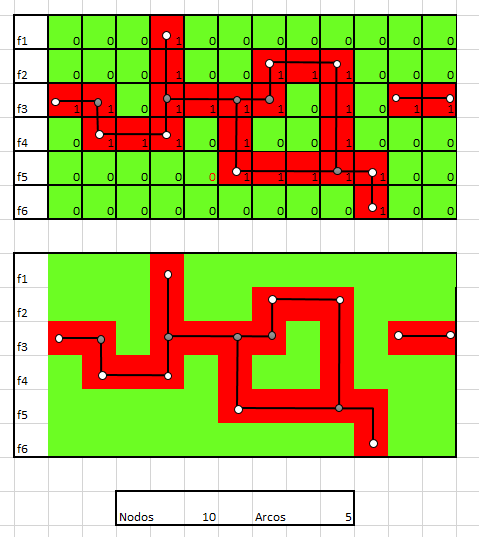 f1 0 0 0 1 0 0 0 0 0 0 0 0
f2 0 0 0 1 0 0 1 1 1 0 0 0
f3 1 1 0 1 1 1 1 0 1 0 1 1
f4 0 1 1 1 0 1 0 0 1 0 0 0
f5 0 0 0 0 0 1 1 1 1 1 0 0
f6 0 0 0 0 0 0 0 0 0 1 0 0
f1
f2
f3
f4
f5
f6
Nodos 10 Arcos 5